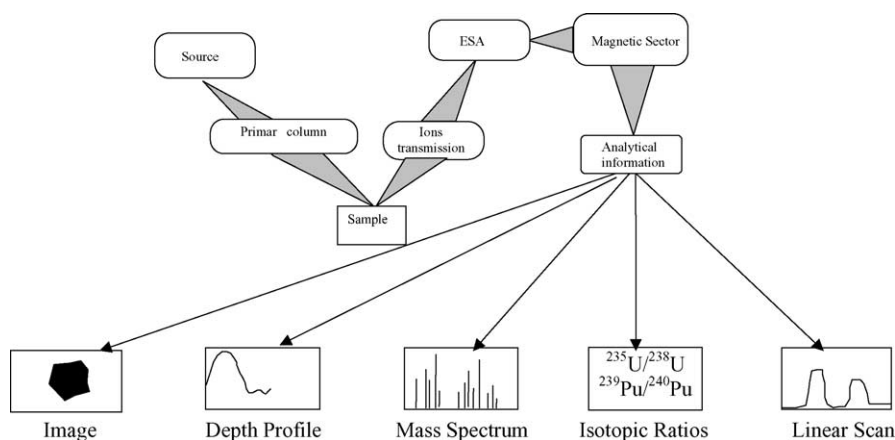 ESA
Magnetic Sector
Source
Primar column
Ions
transmission
Analytical
information
Sample
²³⁵U/²³⁸U
²³⁹Pu/²⁴⁰Pu
Image
Depth Profile
Mass Spectrum
Isotopic Ratios
Linear Scan